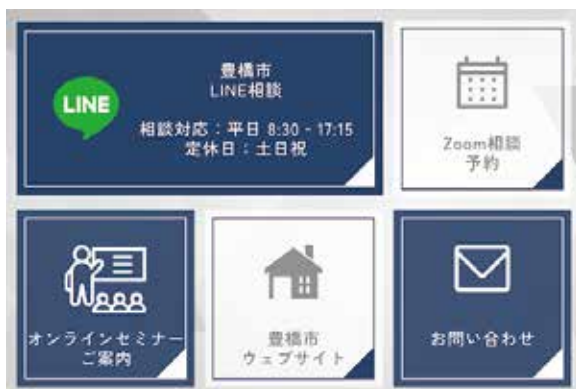 LINE
豊橋市
LINE相談
相談対応：平日 8:30 - 17:15
定休日：土日祝
Zoom相談
予約
オンラインセミナー
ご案内
豊橋市
ウェブサイト
お問い合わせ